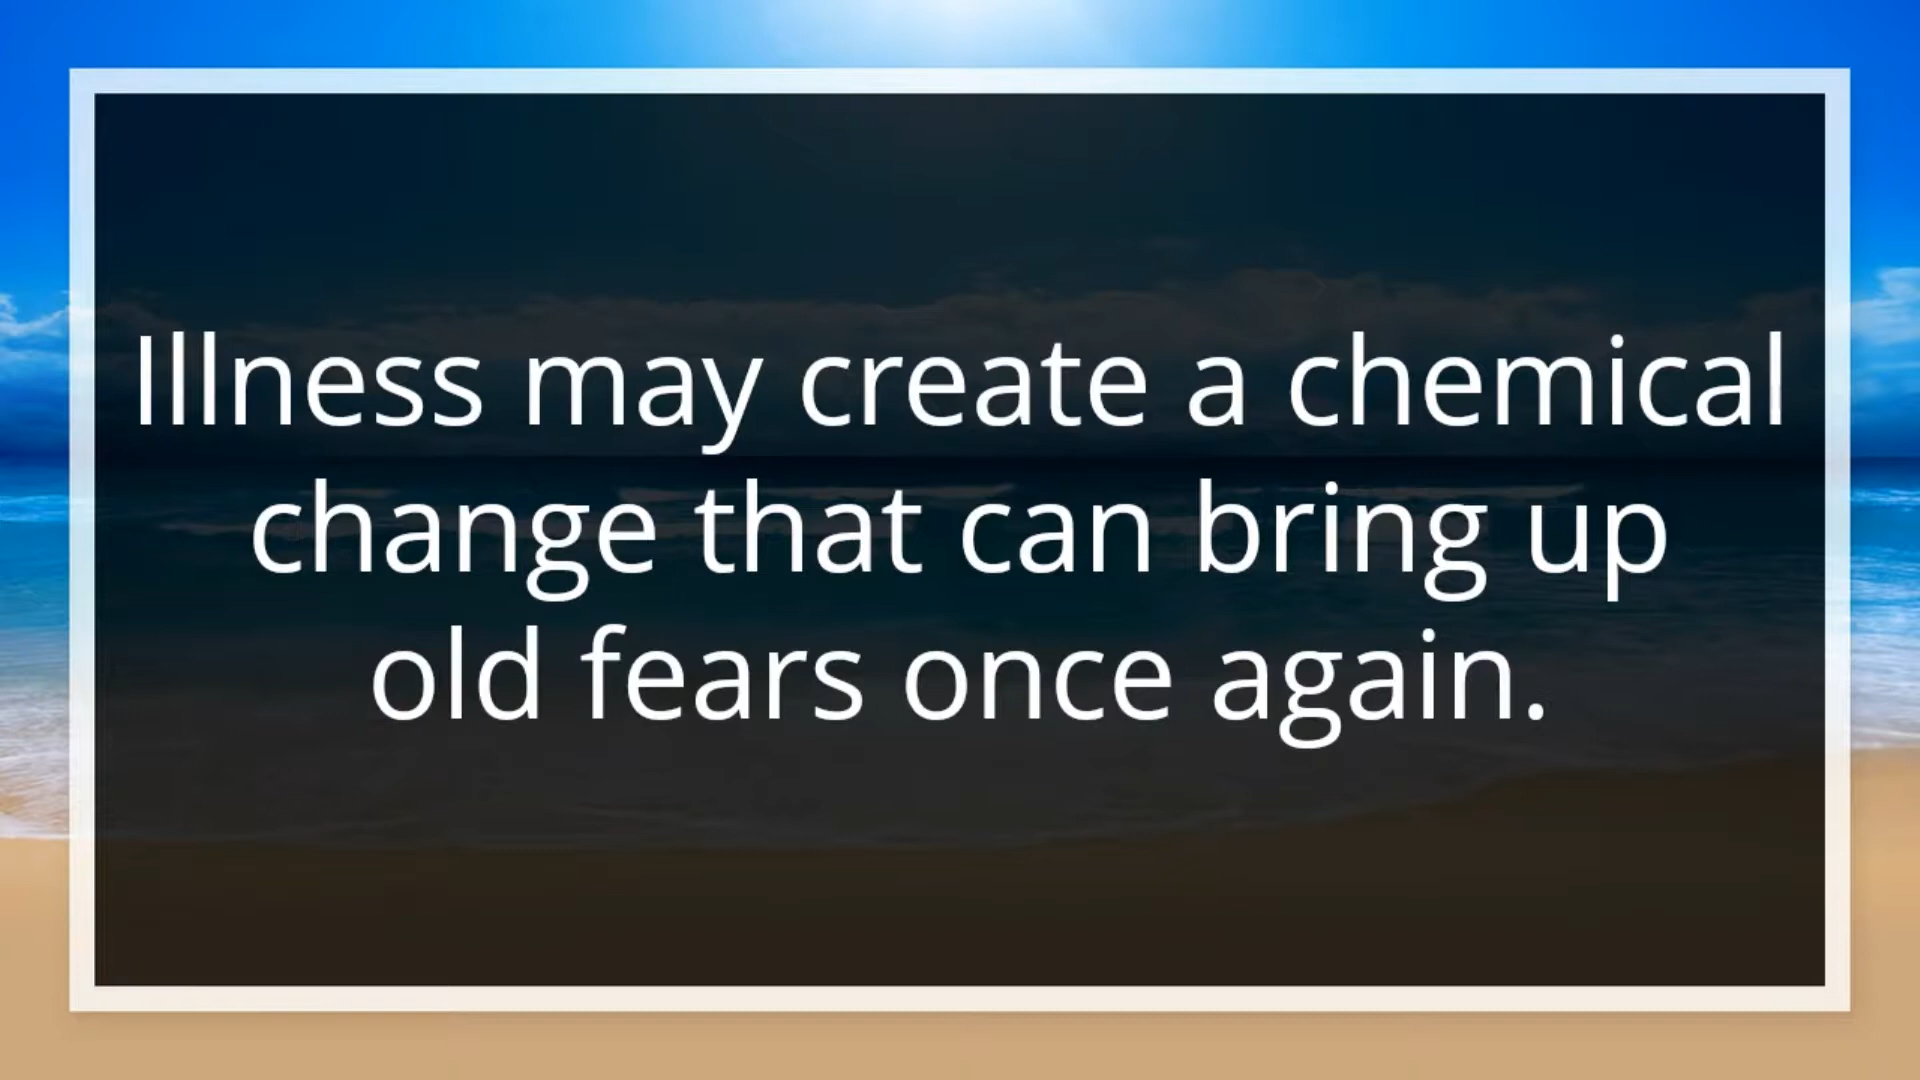 Illness may create a chemical
change that can bring up
old fears once again.